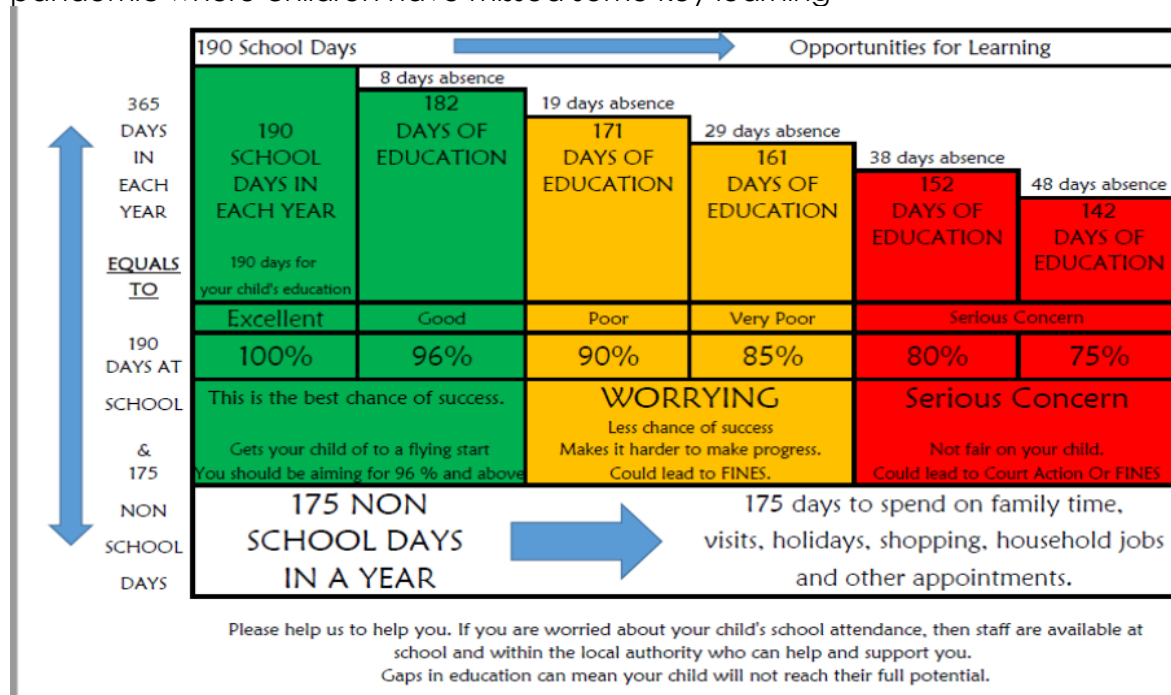 pandemic where children have missed some key learning
190 School Days
Opportunities for Learning
365
DAYS
IN
EACH
YEAR
EQUALS
TO
190
DAYS AT
SCHOOL
&
175
NON
SCHOOL
DAYS
190
SCHOOL
DAYS IN
EACH YEAR
190 days for
your child's education
8 days absence
182
DAYS OF
EDUCATION
19 days absence
171
DAYS OF
EDUCATION
29 days absence
161
DAYS OF
EDUCATION
38 days absence
152
DAYS OF
EDUCATION
48 days absence
142
DAYS OF
EDUCATION
Excellent
Good
Poor
Very Poor
Serious Concern
100%
96%
90%
85%
80%
75%
This is the best chance of success.
Gets your child of to a flying start
You should be aiming for 96 % and above
WORRYING
Less chance of success
Makes it harder to make progress.
Could lead to FINES.
Serious Concern
Not fair on your child.
Could lead to Court Action Or FINES
175 NON
SCHOOL DAYS
IN A YEAR
175 days to spend on family time,
visits, holidays, shopping, household jobs
and other appointments.
Please help us to help you. If you are worried about your child's school attendance, then staff are available at
school and within the local authority who can help and support you.
Gaps in education can mean your child will not reach their full potential.